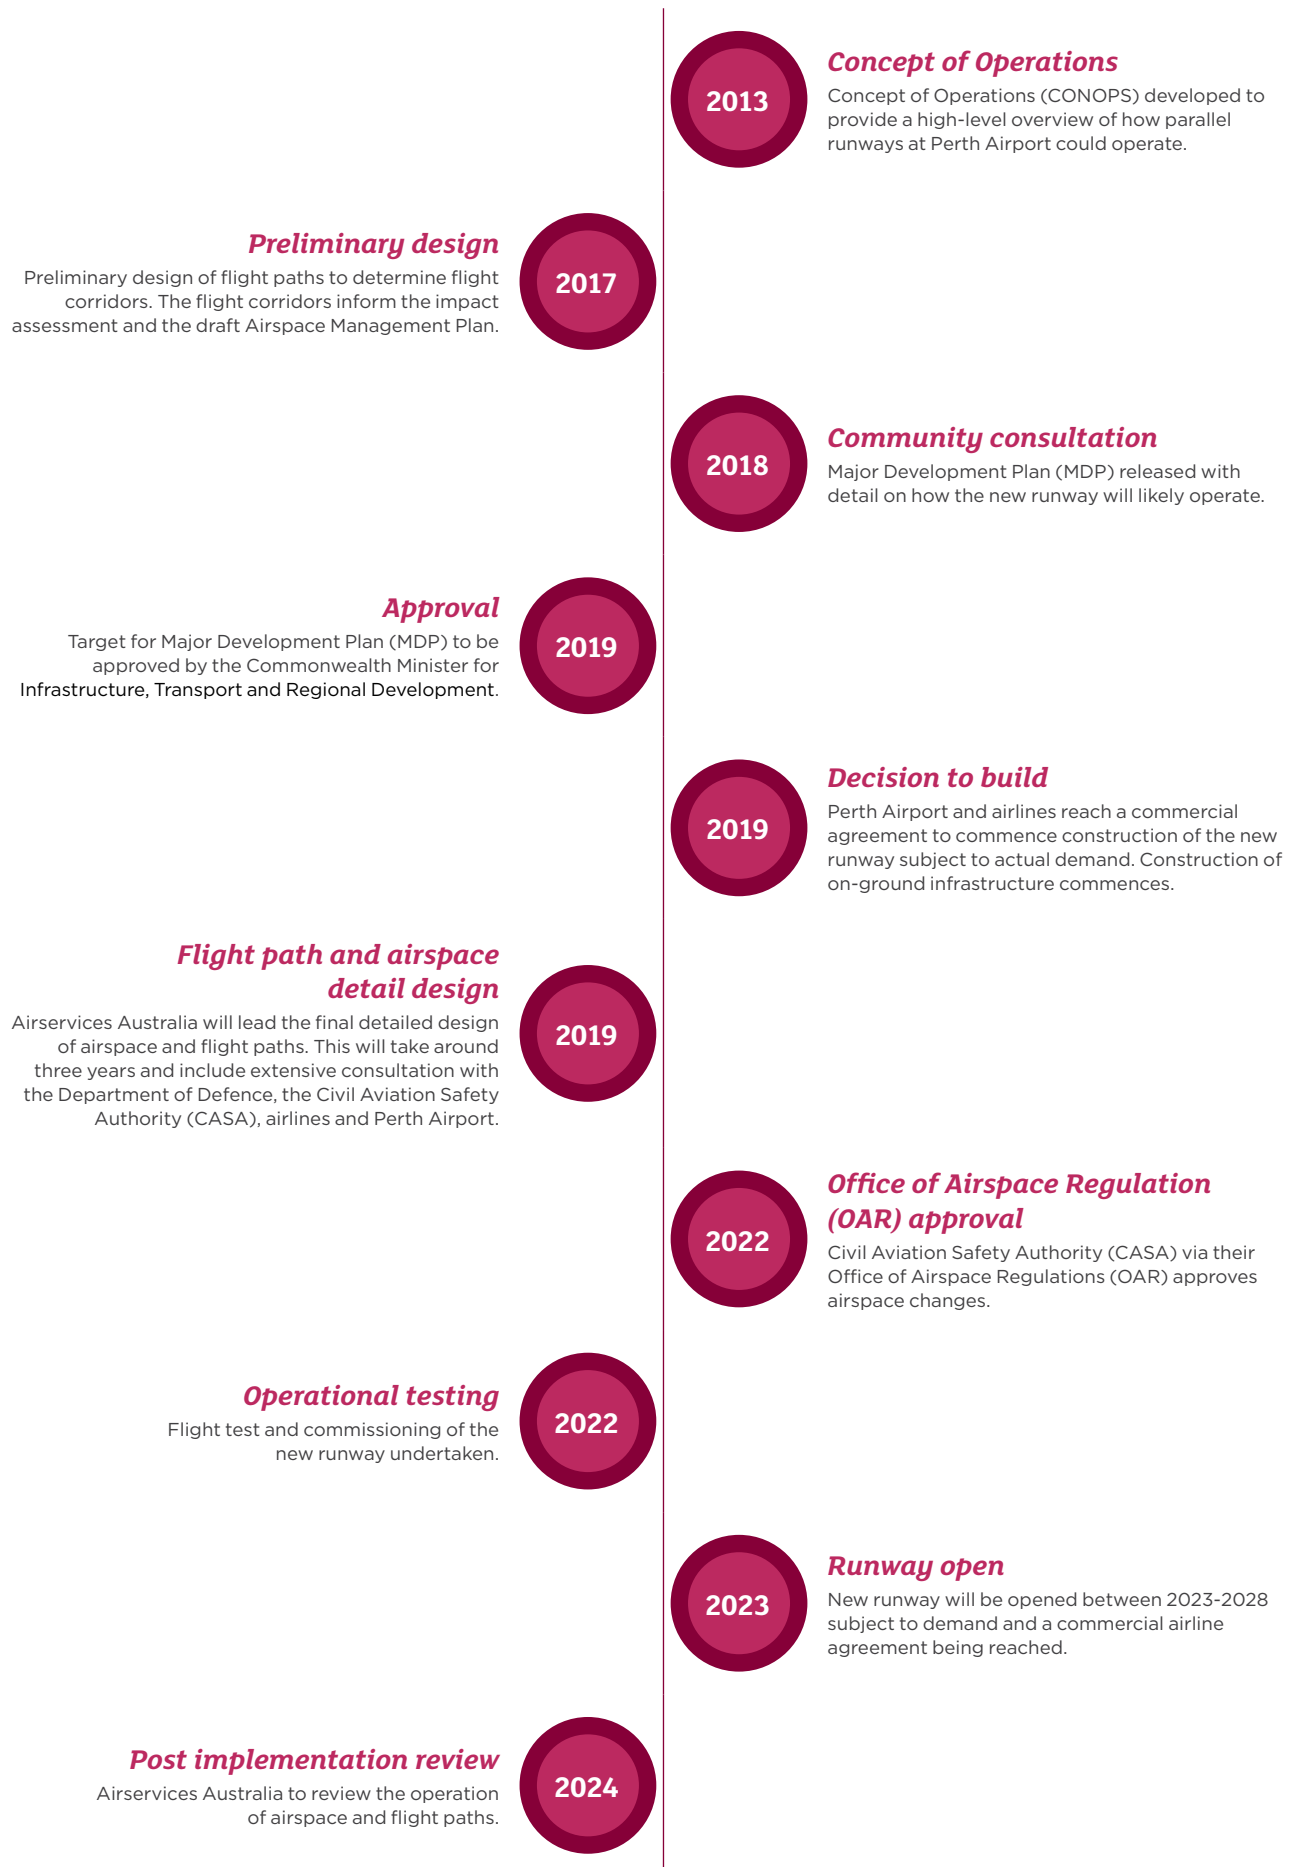 2013
Concept of Operations
Concept of Operations (CONOPS) developed to
provide a high-level overview of how parallel
runways at Perth Airport could operate.
Preliminary design
Preliminary design of flight paths to determine flight
corridors. The flight corridors inform the impact
assessment and the draft Airspace Management Plan.
2017
2018
Community consultation
Major Development Plan (MDP) released with
detail on how the new runway will likely operate.
Approval
Target for Major Development Plan (MDP) to be
approved by the Commonwealth Minister for
Infrastructure, Transport and Regional Development.
2019
2019
Decision to build
Perth Airport and airlines reach a commercial
agreement to commence construction of the new
runway subject to actual demand. Construction of
on-ground infrastructure commences.
Flight path and airspace
detail design
Airservices Australia will lead the final detailed design
of airspace and flight paths. This will take around
three years and include extensive consultation with
the Department of Defence, the Civil Aviation Safety
Authority (CASA), airlines and Perth Airport.
2019
2022
Office of Airspace Regulation
(OAR) approval
Civil Aviation Safety Authority (CASA) via their
Office of Airspace Regulations (OAR) approves
airspace changes.
Operational testing
Flight test and commissioning of the
new runway undertaken.
2022
2023
Runway open
New runway will be opened between 2023-2028
subject to demand and a commercial airline
agreement being reached.
Post implementation review
Airservices Australia to review the operation
of airspace and flight paths.
2024